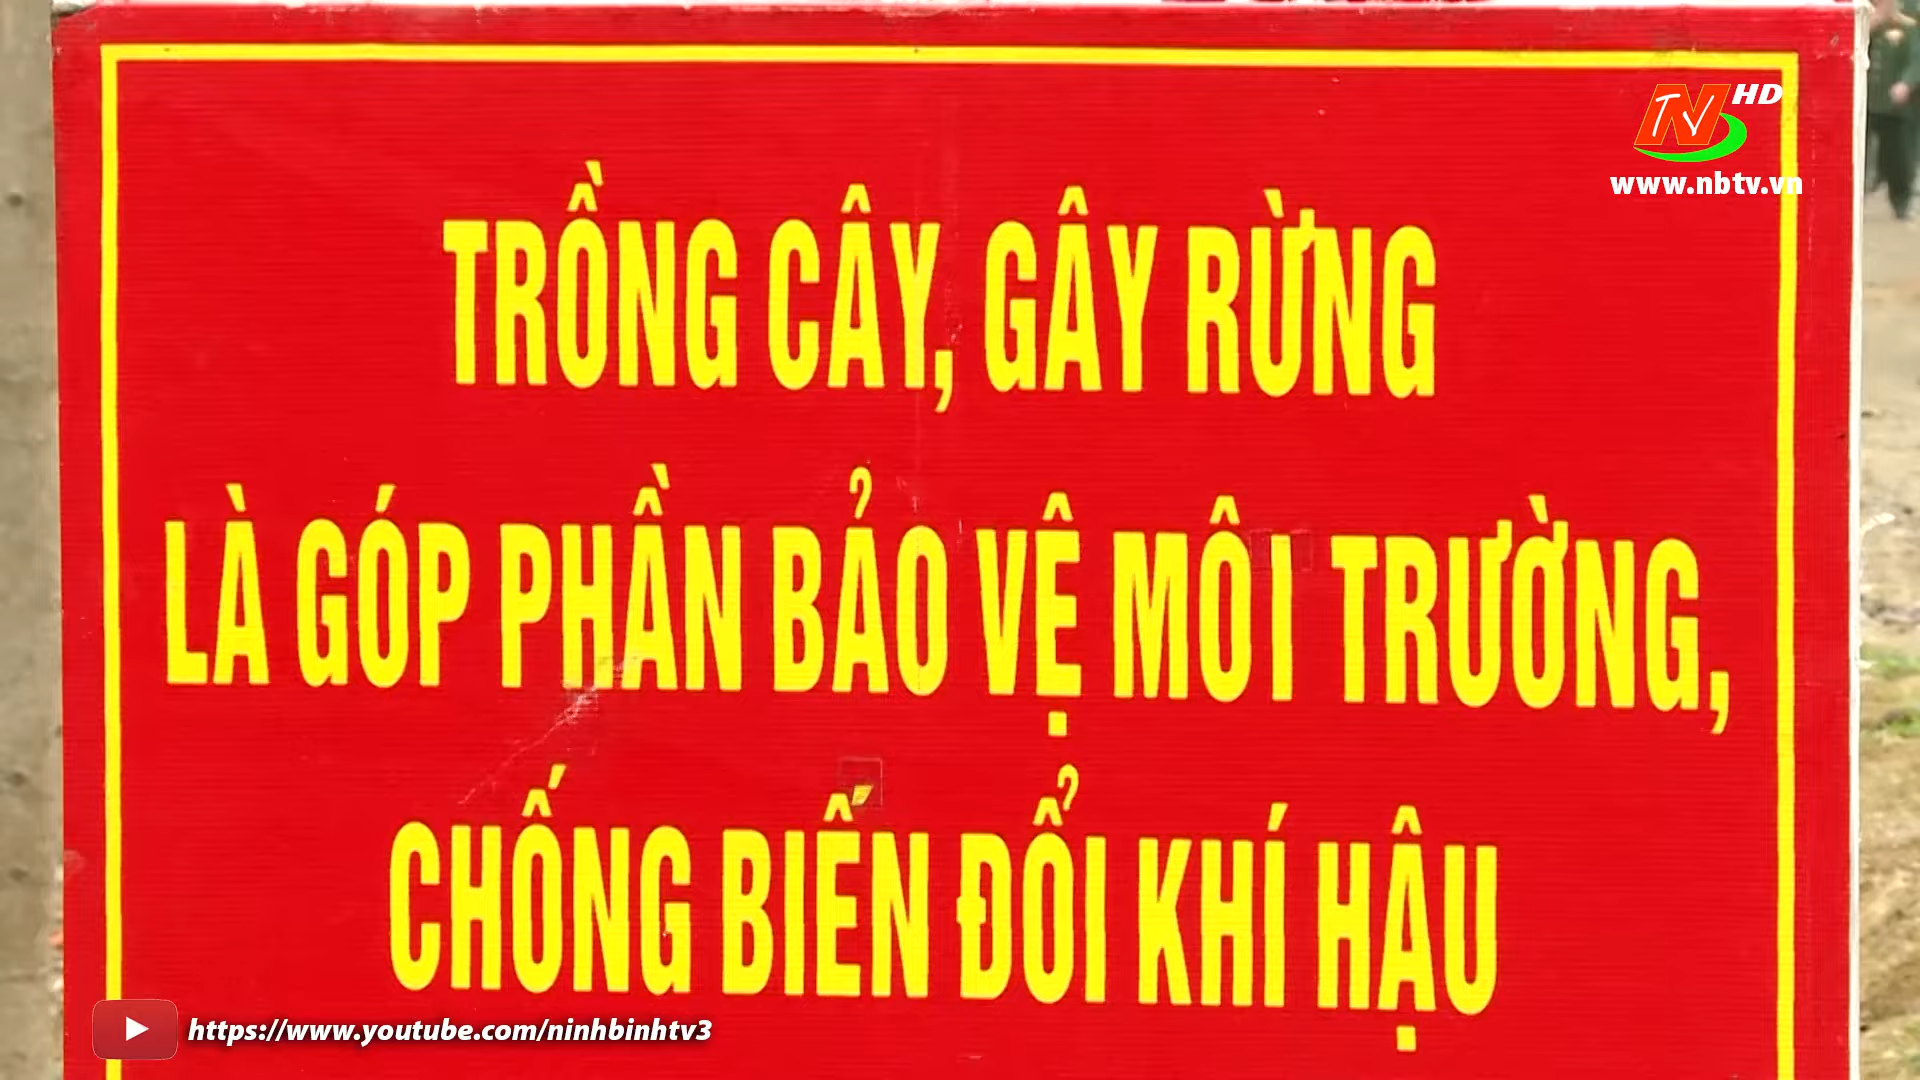 NTV HD
www.nbtv.vn
TRỒNG CÂY, GÂY RỪNG
LÀ GÓP PHẦN BẢO VỆ MÔI TRƯỜNG,
CHỐNG BIẾN ĐỔI KHÍ HẬU
https://www.youtube.com/ninhbinhtv3